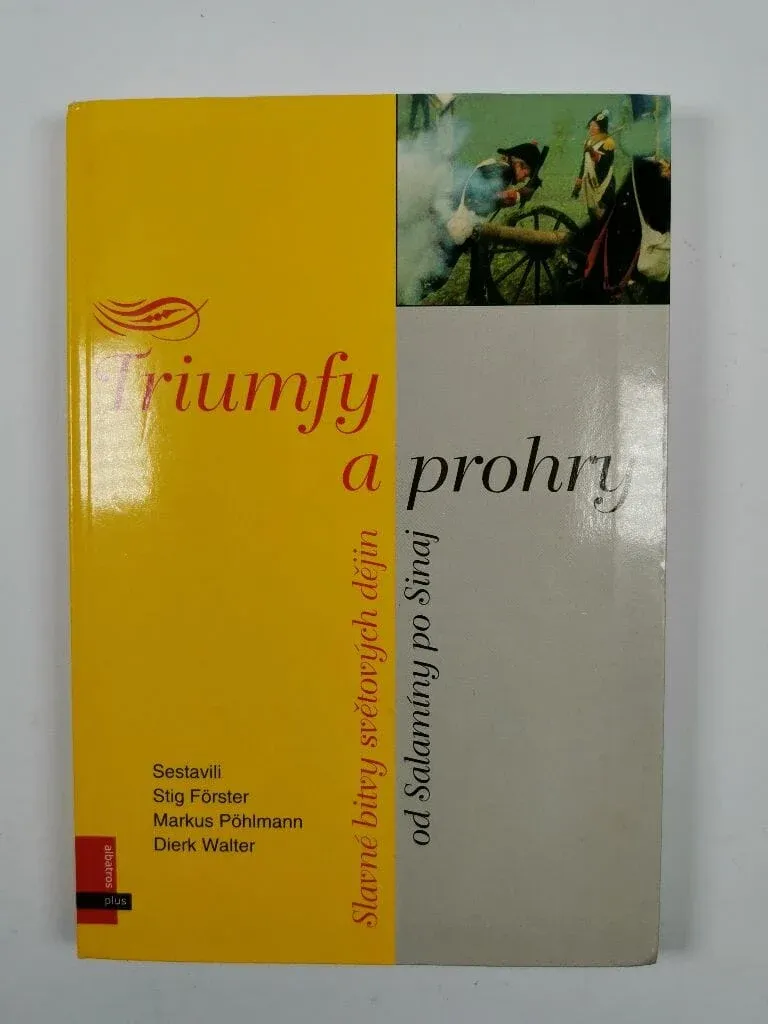 Triumfy
a prohry
Slavné bitvy světových dějin
od Salamíny po Sinaj
Sestavili
Stig Förster
Markus Pöhlmann
Dierk Walter
albatros
plus